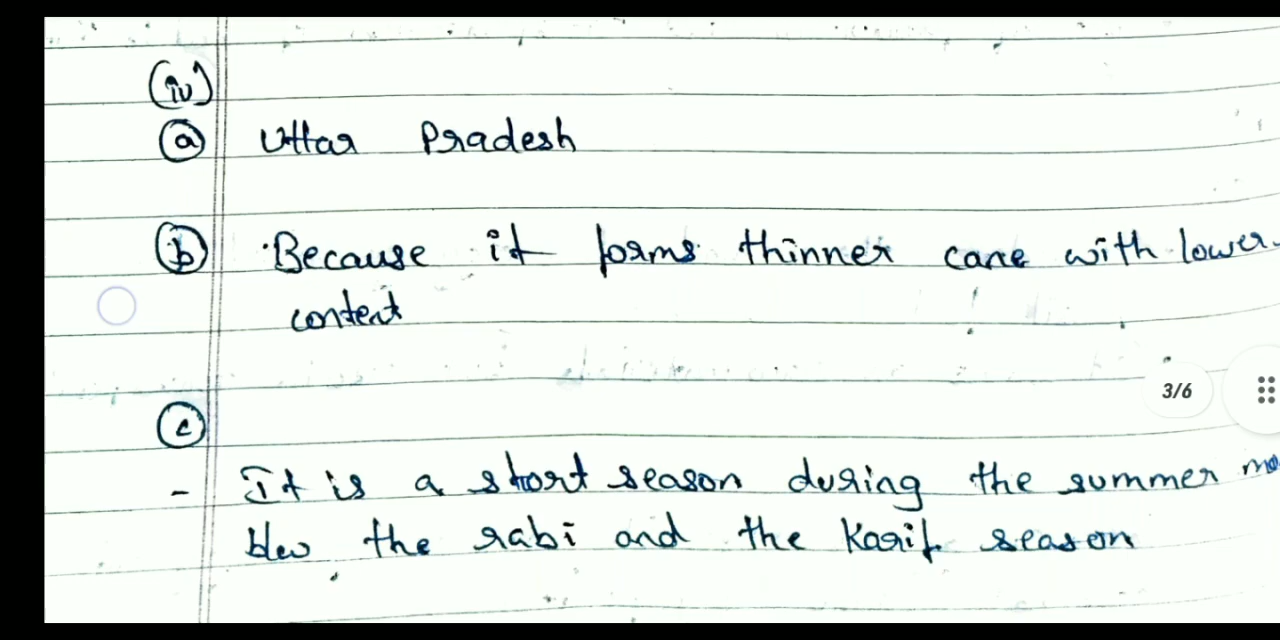 (iv)
(a) Uttar Pradesh
(b) Because it forms thinner cane with lower
content
(c)
- It is a short season during the summer
btw the rabi and the Karif season
3/6